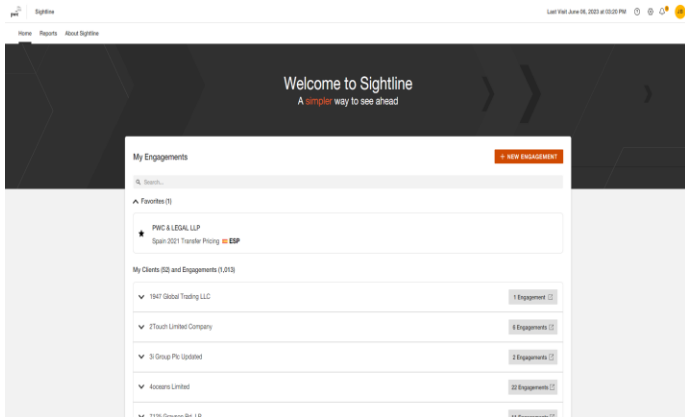 pwc Sightline
Last Visit June 06, 2023 at 03:20 PM
Home Reports About Sightline
Welcome to Sightline
A simpler way to see ahead
My Engagements
+ NEW ENGAGEMENT
Search...
Favorites (1)
PWC & LEGAL LLP
Spain 2021 Transfer Pricing ESP
My Clients (52) and Engagements (1,013)
1947 Global Trading LLC 1 Engagement
2Touch Limited Company 6 Engagements
3i Group Plc Updated 2 Engagements
4oceans Limited 22 Engagements